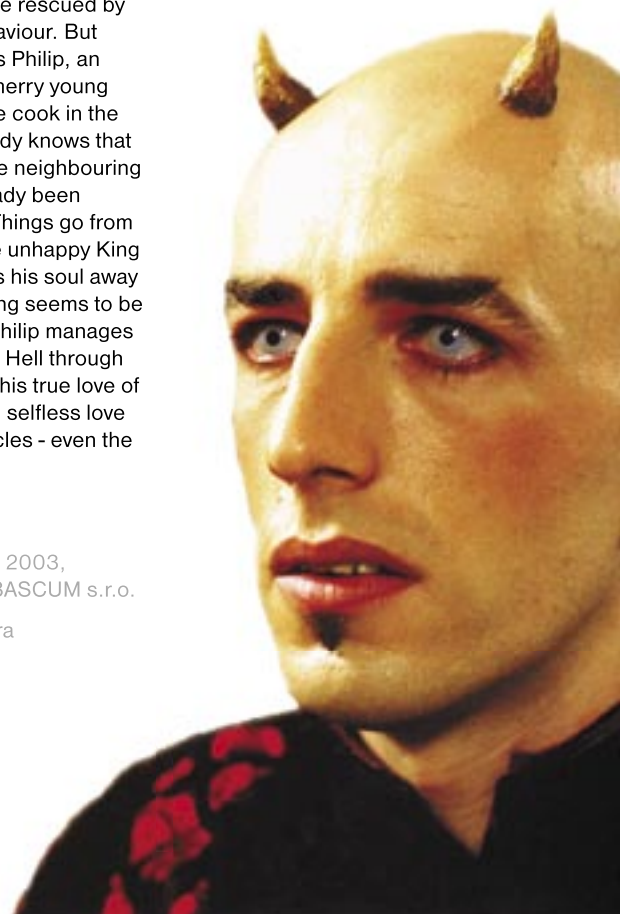 e rescued by
aviour. But
s Philip, an
merry young
e cook in the
dy knows that
e neighbouring
ady been
Things go from
e unhappy King
s his soul away
ng seems to be
Philip manages
Hell through
his true love of
selfless love
cles - even the
2003,
BASCUM s.r.o.
ra